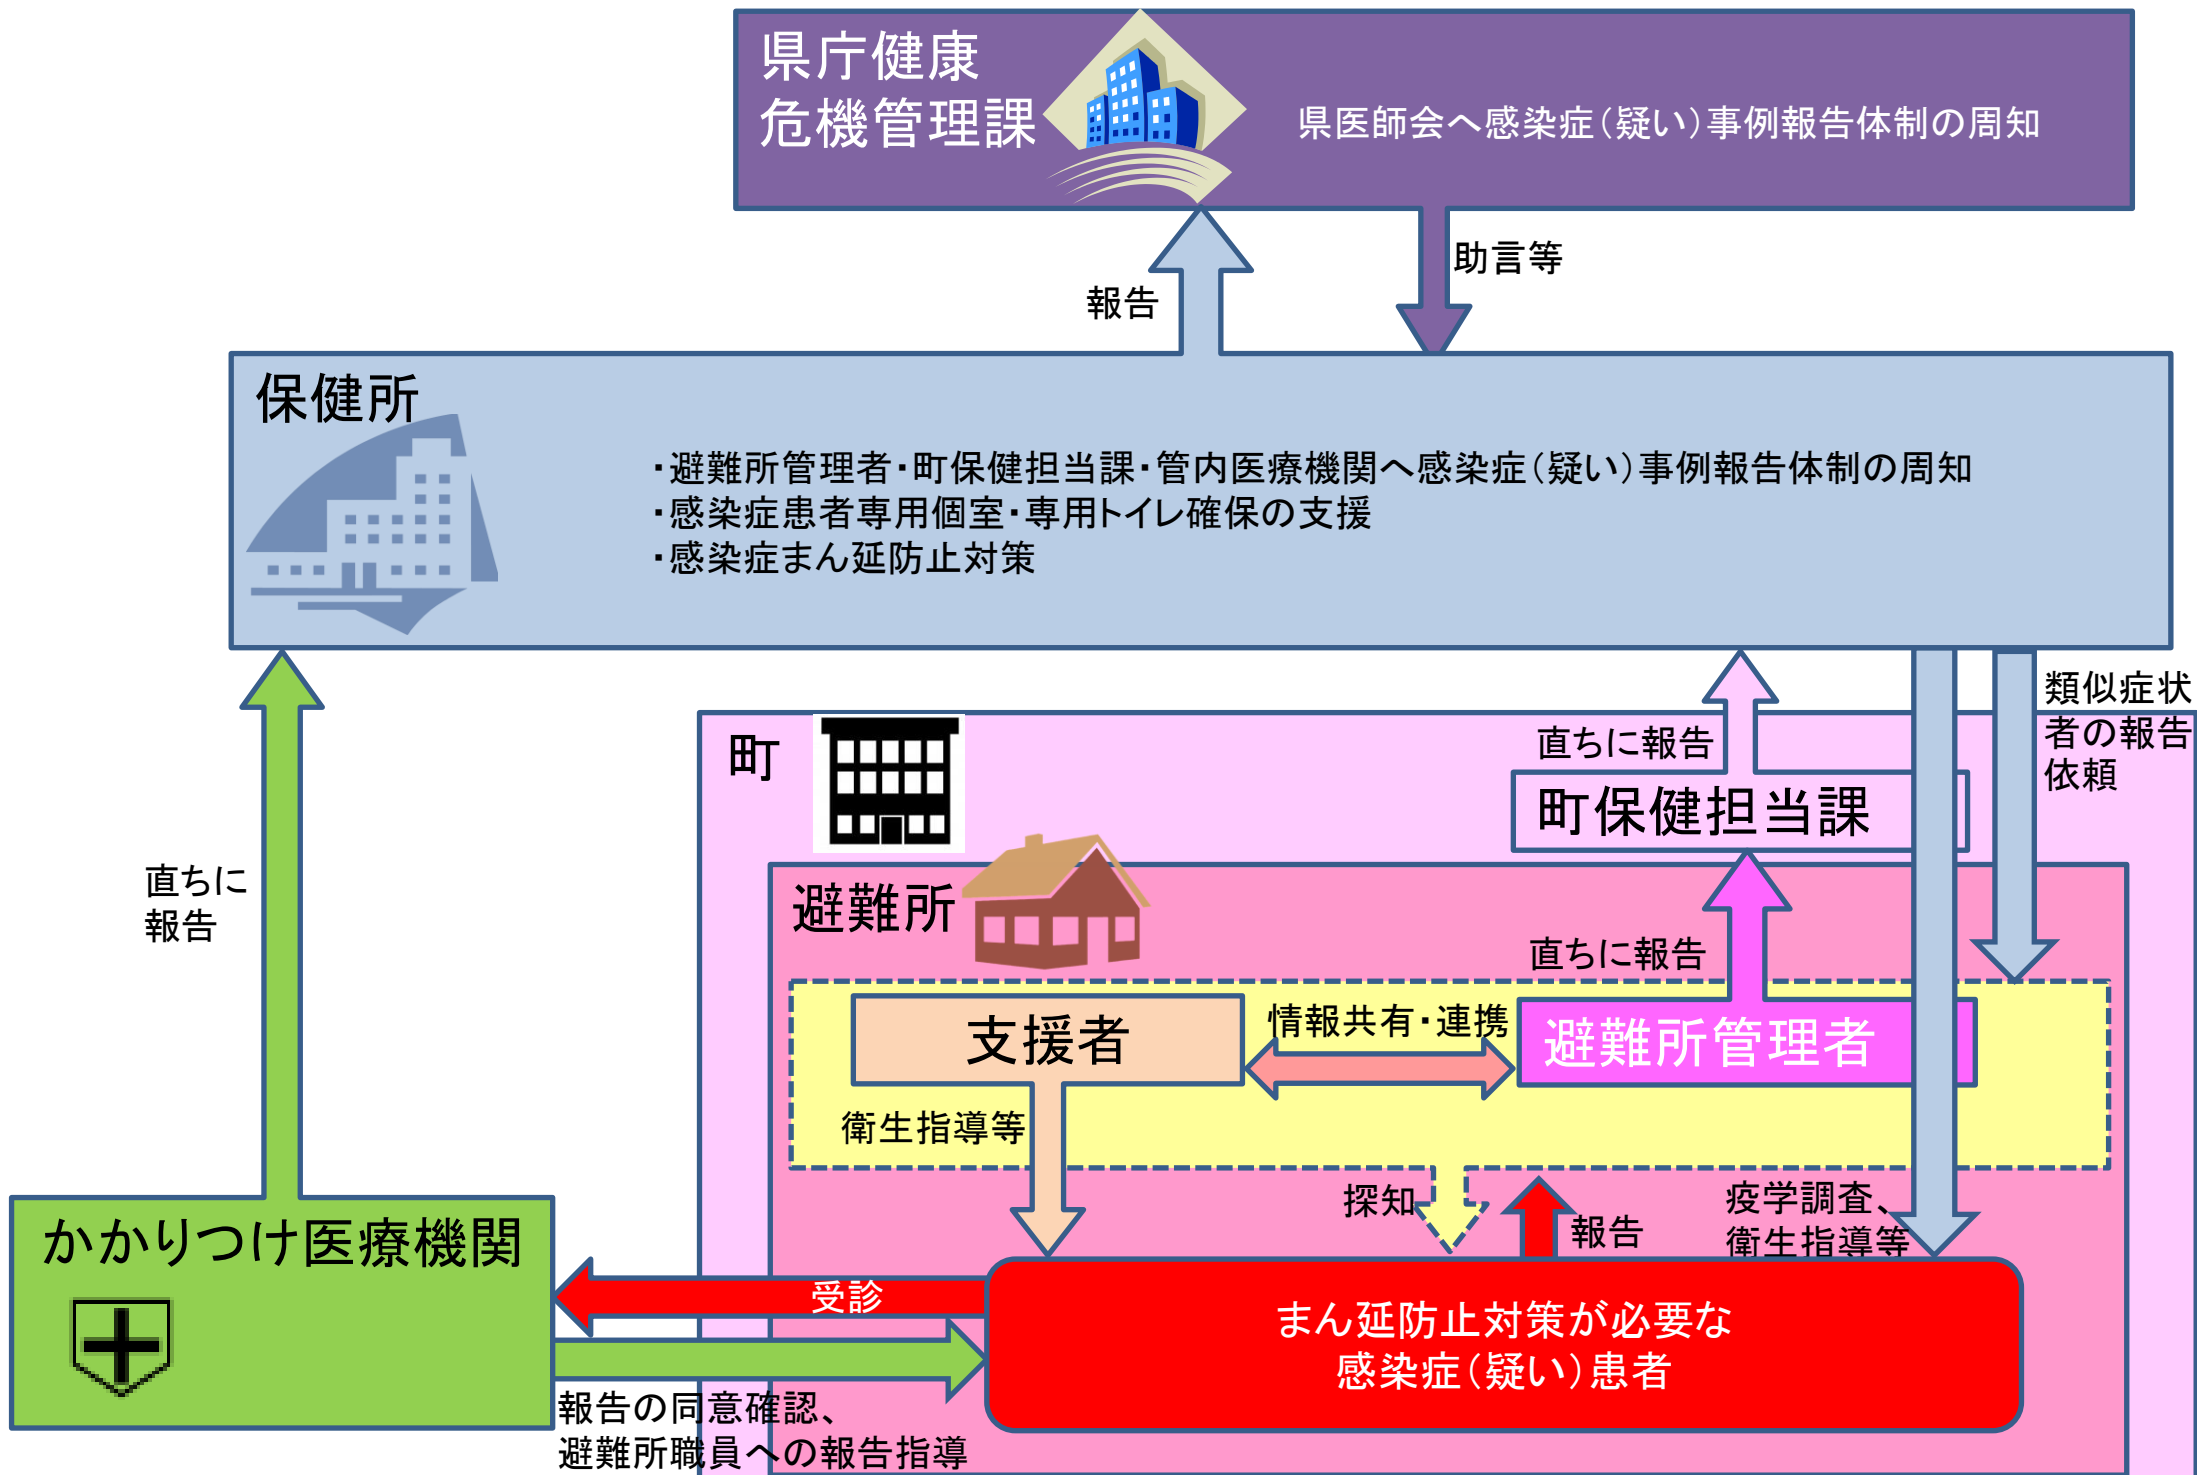 県庁健康
危機管理課
県医師会へ感染症（疑い）事例報告体制の周知
助言等
報告
保健所
・避難所管理者・町保健担当課・管内医療機関へ感染症（疑い）事例報告体制の周知
・感染症患者専用個室・専用トイレ確保の支援
・感染症まん延防止対策
類似症状
者の報告
依頼
町
直ちに報告
町保健担当課
直ちに
報告
避難所
直ちに報告
支援者
情報共有・連携
避難所管理者
衛生指導等
探知
報告
疫学調査、
衛生指導等
かかりつけ医療機関
受診
まん延防止対策が必要な
感染症（疑い）患者
報告の同意確認、
避難所職員への報告指導